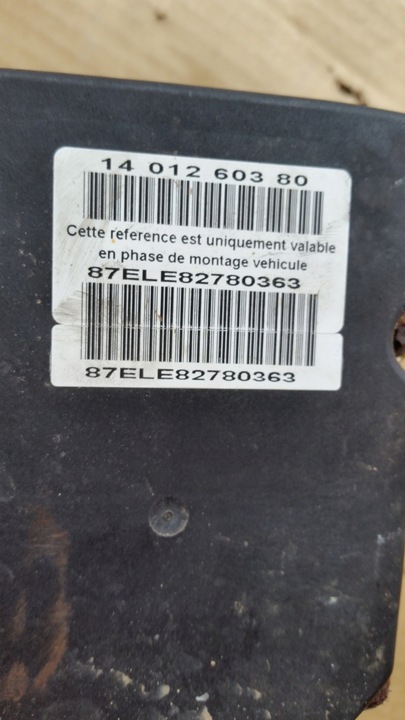 14 012 603 80
Cette reference est uniquement valable
en phase de montage vehicule
87ELE82780363
87ELE82780363